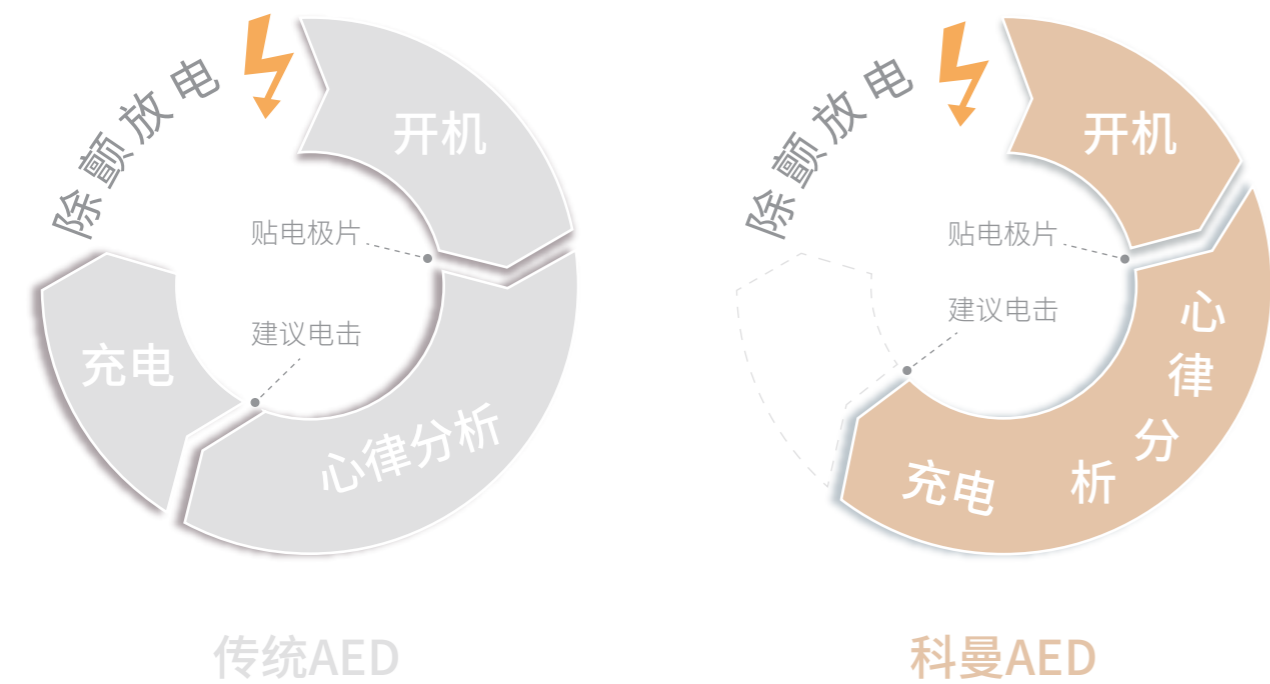 除颤放电
开机
贴电极片
建议电击
充电
心律分析
传统AED
除颤放电
开机
贴电极片
建议电击
心律分析
充电
科曼AED